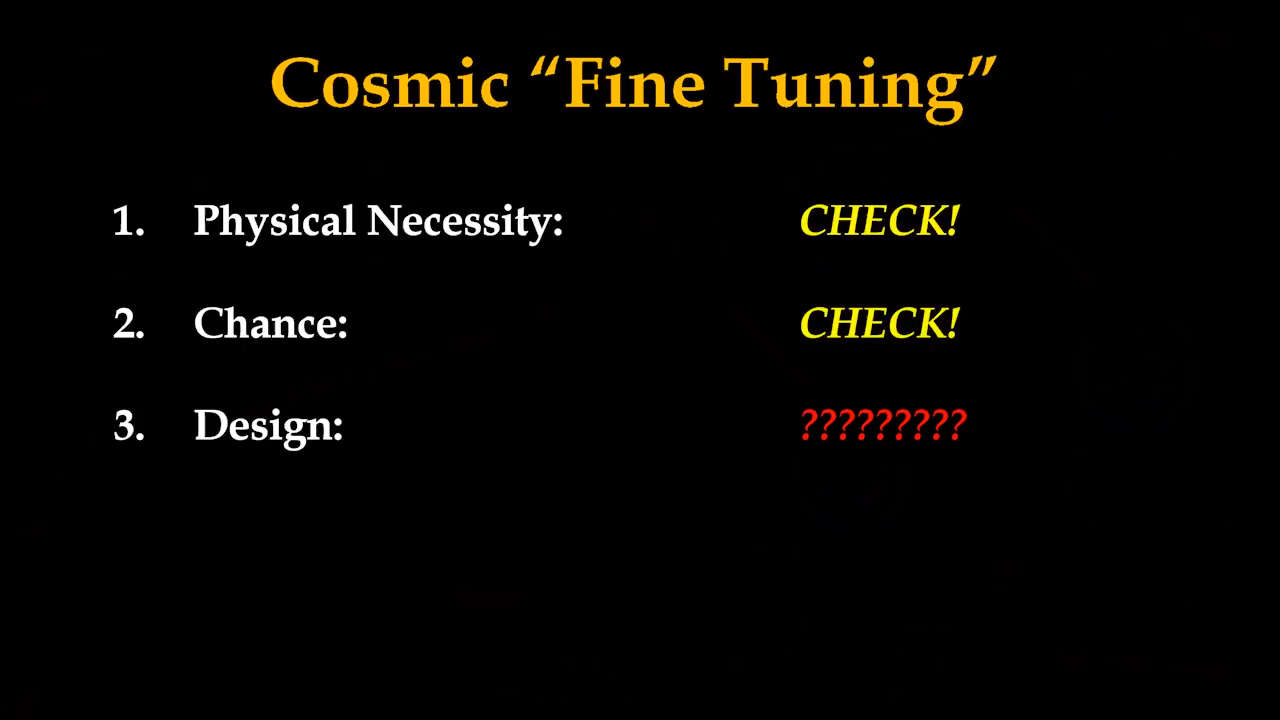 Cosmic “Fine Tuning”
1. Physical Necessity: CHECK!
2. Chance: CHECK!
3. Design: ?????????